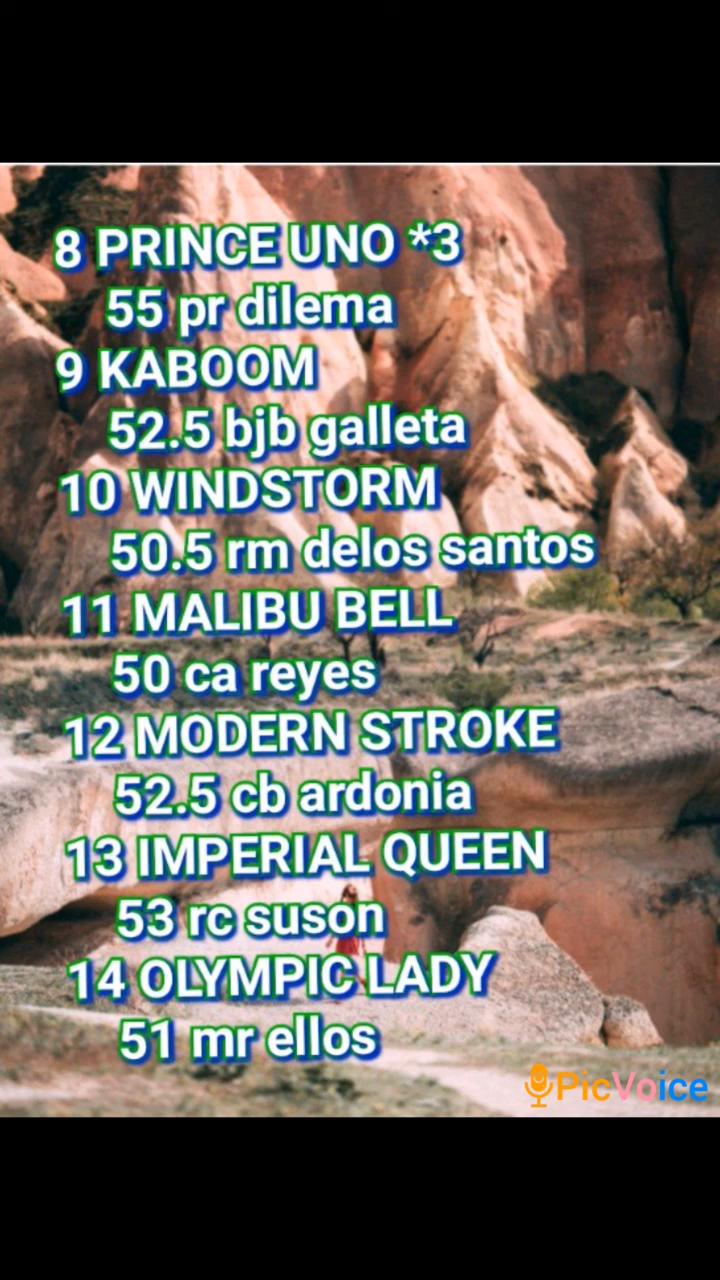 8 PRINCE UNO *3
55 pr dilema
9 KABOOM
52.5 bjb galleta
10 WINDSTORM
50.5 rm delos santos
11 MALIBU BELL
50 ca reyes
12 MODERN STROKE
52.5 cb ardonia
13 IMPERIAL QUEEN
53 rc suson
14 OLYMPIC LADY
51 mr ellos
PicVoice